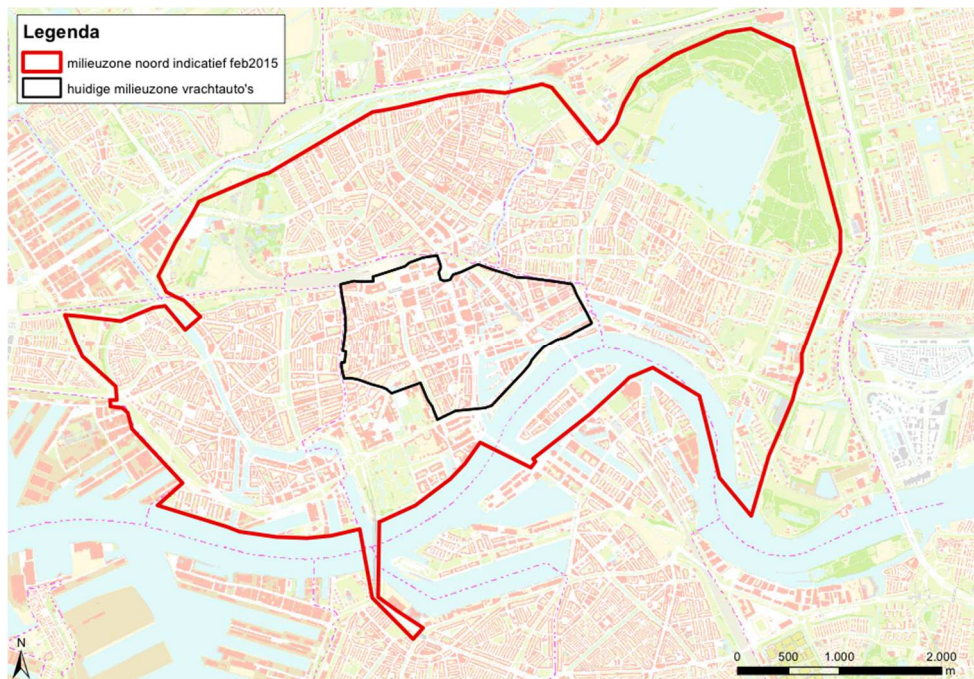 Legenda
milieuzone noord indicatief feb2015
huidige milieuzone vrachtauto's
N
0 500 1.000 2.000
m